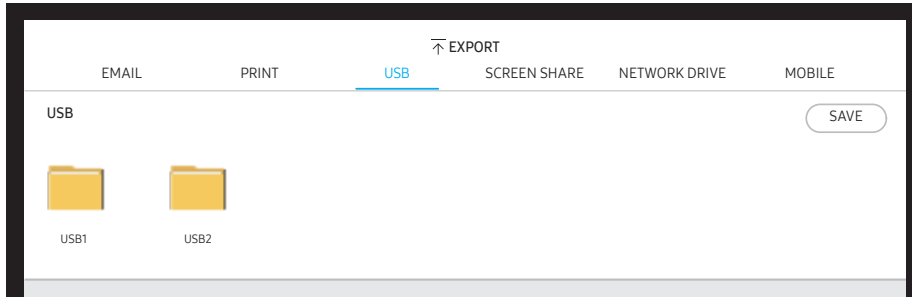 EXPORT
EMAIL PRINT USB SCREEN SHARE NETWORK DRIVE MOBILE
USB SAVE
USB1 USB2